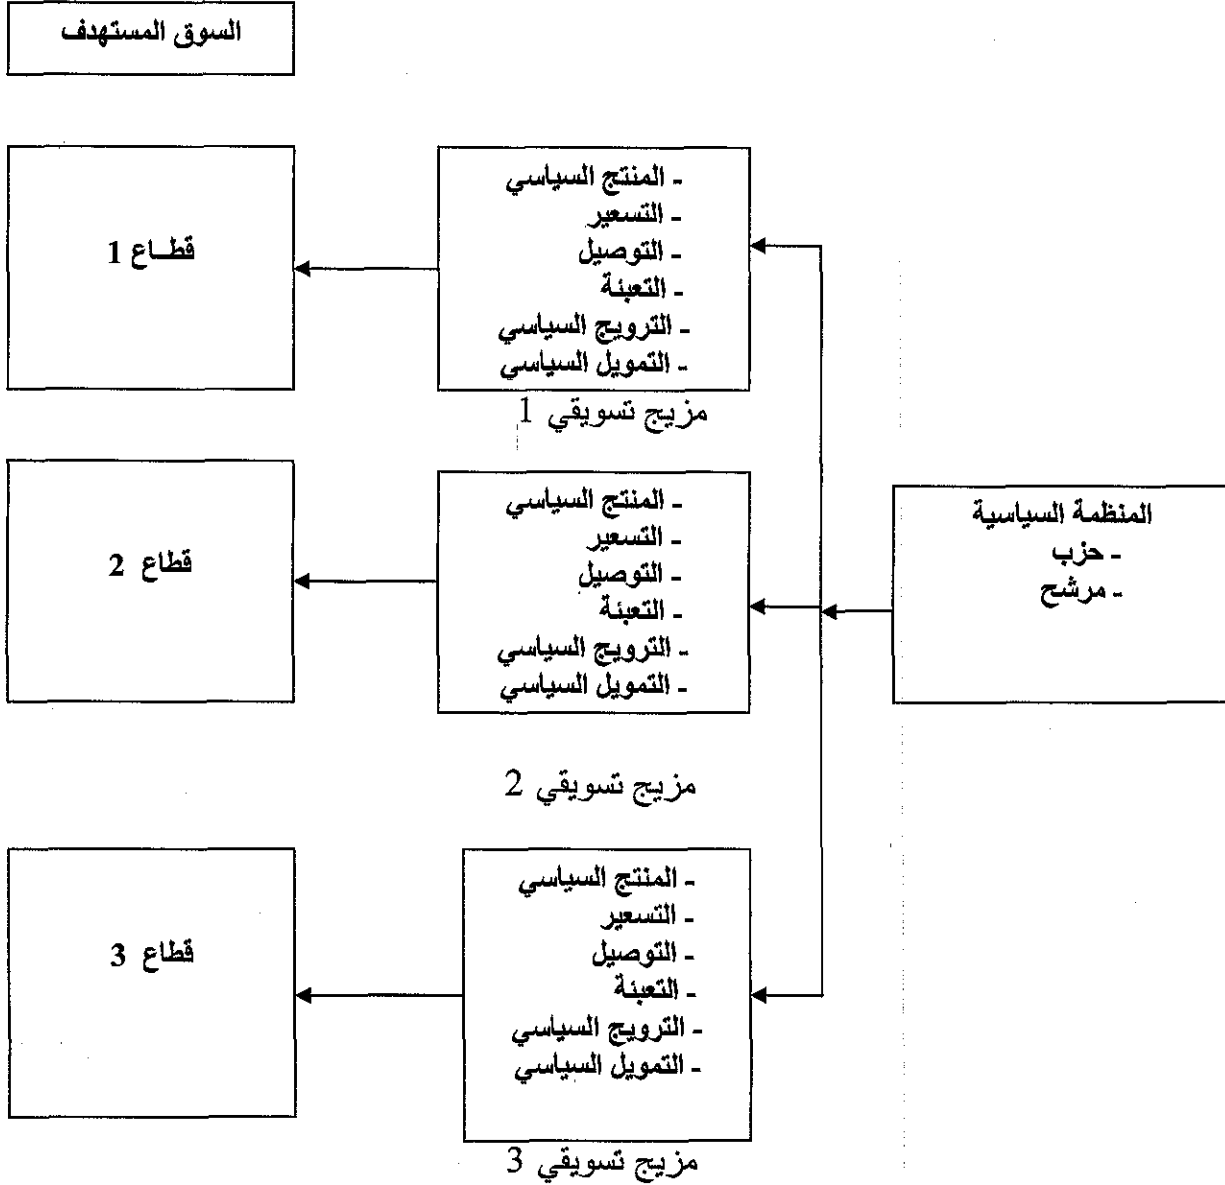 السوق المستهدف
المنظمة السياسية
- حزب
- مرشح
- المنتج السياسي
- التسعير
- التوصيل
- التعبئة
- الترويج السياسي
- التمويل السياسي
مزيج تسويقي 1
قطــاع 1
- المنتج السياسي
- التسعير
- التوصيل
- التعبئة
- الترويج السياسي
- التمويل السياسي
مزيج تسويقي 2
قطاع 2
- المنتج السياسي
- التسعير
- التوصيل
- التعبئة
- الترويج السياسي
- التمويل السياسي
مزيج تسويقي 3
قطاع 3